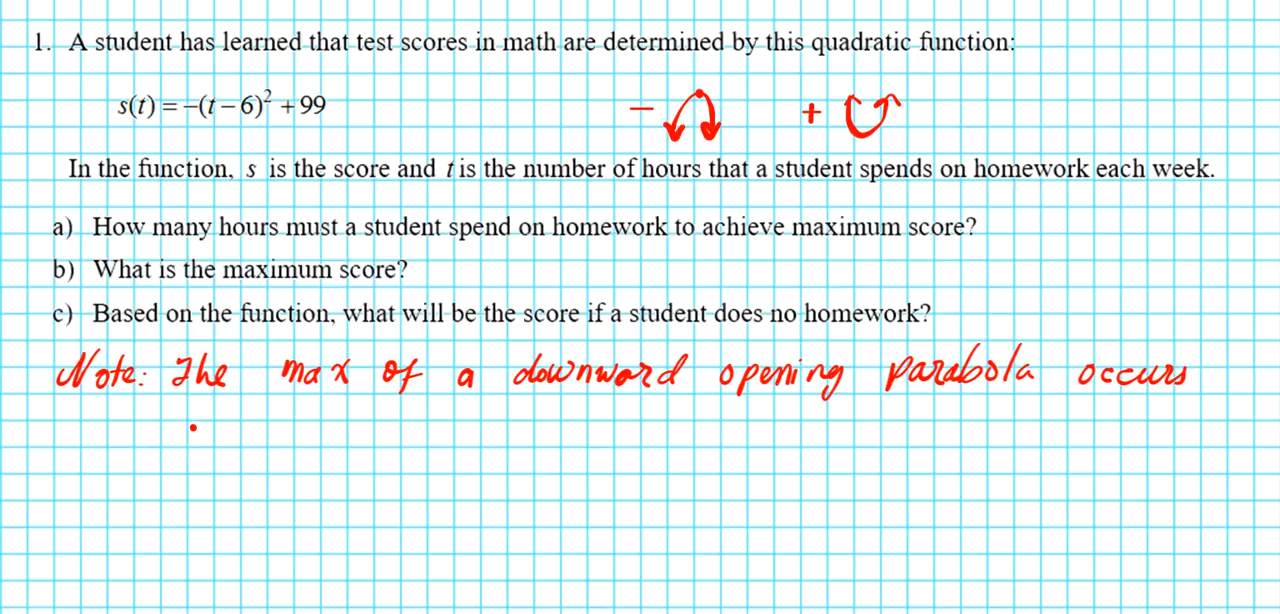 1. A student has learned that test scores in math are determined by this quadratic function:
s(t) = −(t − 6)² + 99
− +
In the function, s is the score and t is the number of hours that a student spends on homework each week.
a) How many hours must a student spend on homework to achieve maximum score?
b) What is the maximum score?
c) Based on the function, what will be the score if a student does no homework?
Note: The max of a downward opening parabola occurs